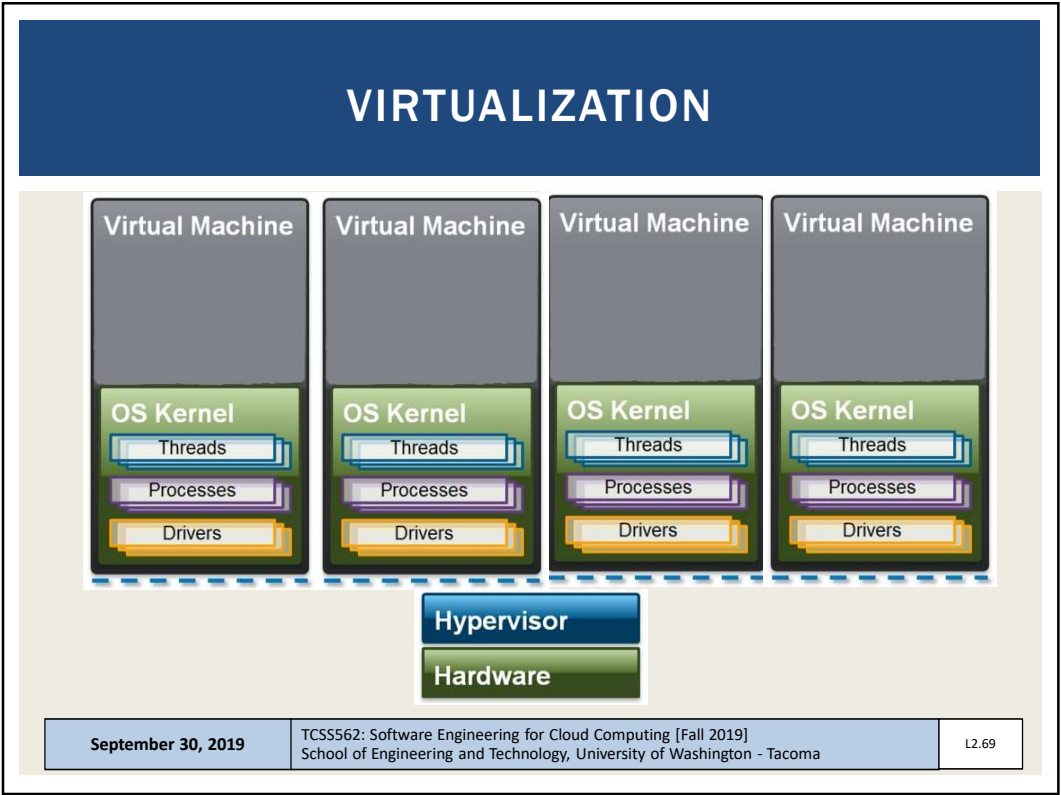 VIRTUALIZATION
Virtual Machine
OS Kernel
Threads
Processes
Drivers
Virtual Machine
OS Kernel
Threads
Processes
Drivers
Virtual Machine
OS Kernel
Threads
Processes
Drivers
Virtual Machine
OS Kernel
Threads
Processes
Drivers
Hypervisor
Hardware
September 30, 2019
TCSS562: Software Engineering for Cloud Computing [Fall 2019]
School of Engineering and Technology, University of Washington - Tacoma
L2.69